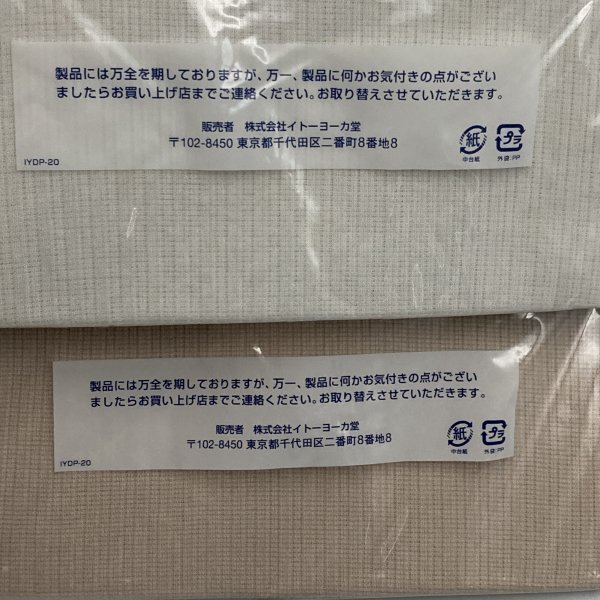 製品には万全を期しておりますが、万一、製品に何かお気付きの点がござい
ましたらお買い上げ店までご連絡ください。お取り替えさせていただきます。
販売者 株式会社イトーヨーカ堂
〒102-8450 東京都千代田区二番町8番地8
IYDP-20
紙
中台紙
プラ
外袋:PP
製品には万全を期しておりますが、万一、製品に何かお気付きの点がござい
ましたらお買い上げ店までご連絡ください。お取り替えさせていただきます。
販売者 株式会社イトーヨーカ堂
〒102-8450 東京都千代田区二番町8番地8
IYDP-20
紙
中台紙
プラ
外袋:PP